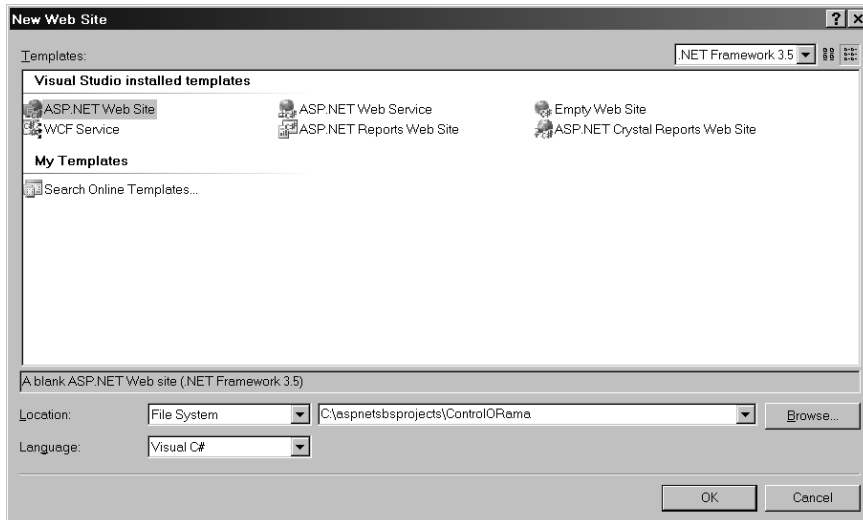 New Web Site
Templates:
.NET Framework 3.5
Visual Studio installed templates
ASP.NET Web Site
ASP.NET Web Service
Empty Web Site
WCF Service
ASP.NET Reports Web Site
ASP.NET Crystal Reports Web Site
My Templates
Search Online Templates...
A blank ASP.NET Web site (.NET Framework 3.5)
Location:
File System
C:\aspnetsbsprojects\ControlORama
Browse...
Language:
Visual C#
OK
Cancel